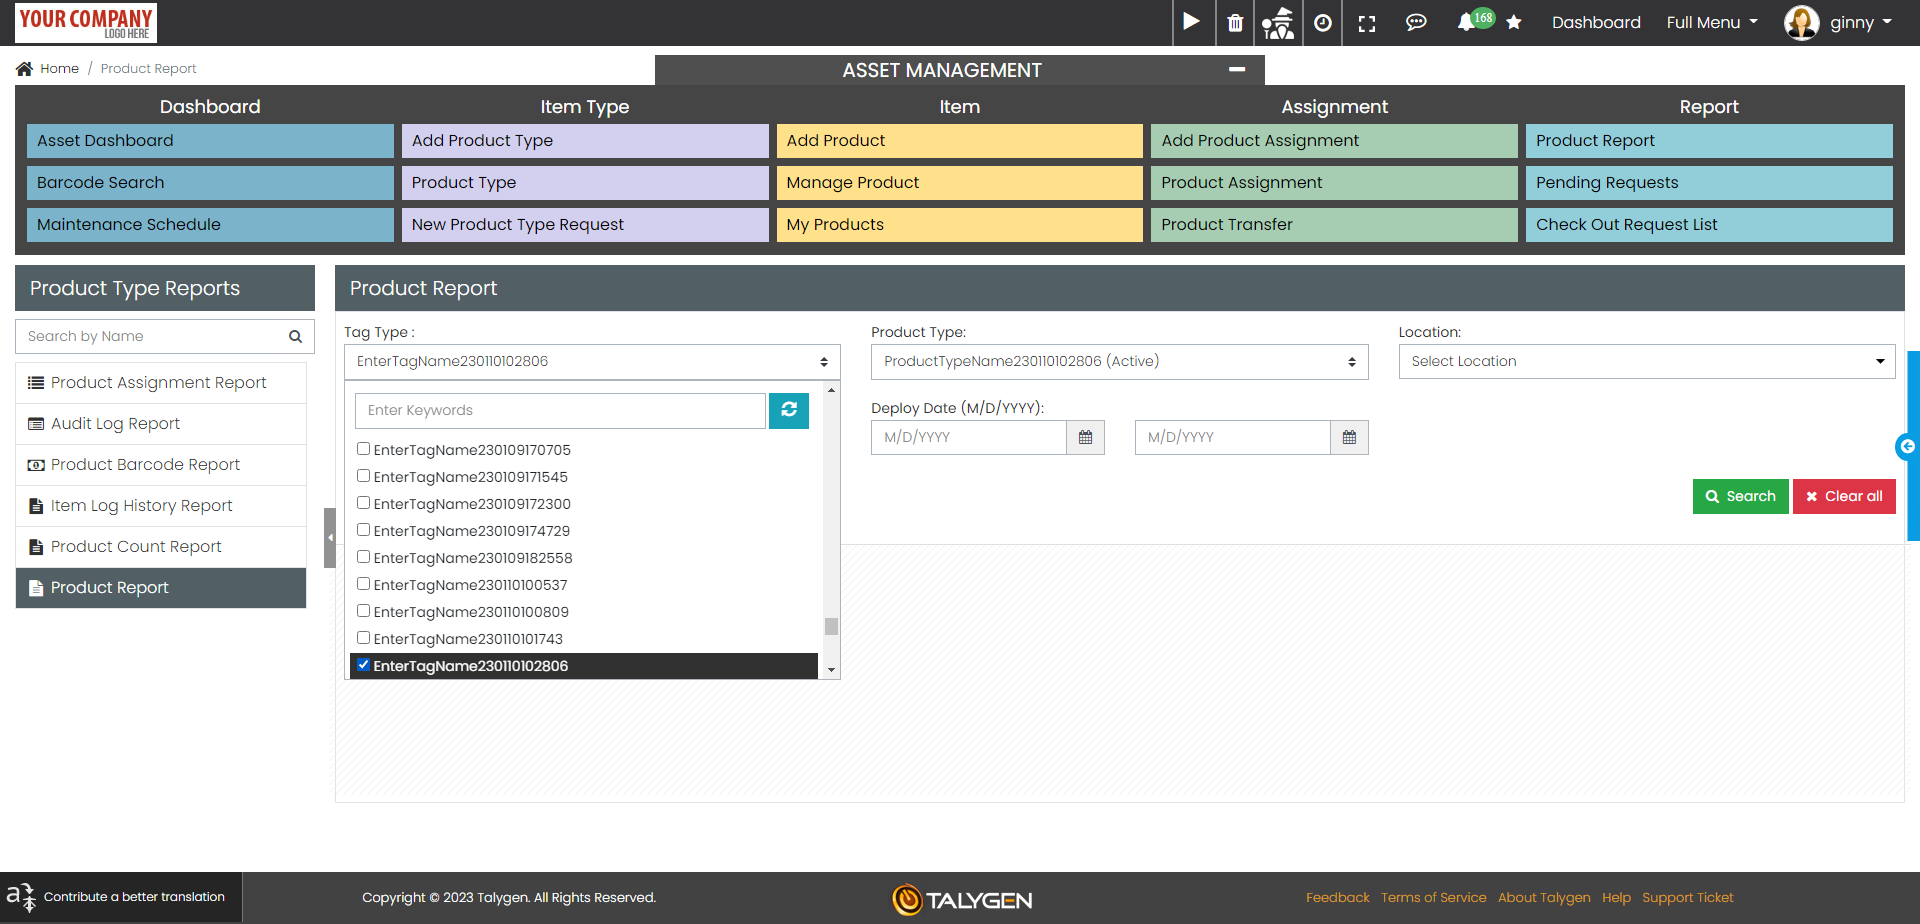 YOUR COMPANY
LOGO HERE
168
Dashboard
Full Menu
ginny
Home / Product Report
ASSET MANAGEMENT
Dashboard
Item Type
Item
Assignment
Report
Asset Dashboard
Add Product Type
Add Product
Add Product Assignment
Product Report
Barcode Search
Product Type
Manage Product
Product Assignment
Pending Requests
Maintenance Schedule
New Product Type Request
My Products
Product Transfer
Check Out Request List
Product Type Reports
Search by Name
Product Assignment Report
Audit Log Report
Product Barcode Report
Item Log History Report
Product Count Report
Product Report
Product Report
Tag Type :
EnterTagName230110102806
Enter Keywords
EnterTagName230109170705
EnterTagName230109171545
EnterTagName230109172300
EnterTagName230109174729
EnterTagName230109182558
EnterTagName230110100537
EnterTagName230110100809
EnterTagName230110101743
EnterTagName230110102806
Product Type:
ProductTypeName230110102806 (Active)
Location:
Select Location
Deploy Date (M/D/YYYY):
M/D/YYYY
M/D/YYYY
Search
Clear all
Contribute a better translation
Copyright © 2023 Talygen. All Rights Reserved.
TALYGEN
Feedback
Terms of Service
About Talygen
Help
Support Ticket